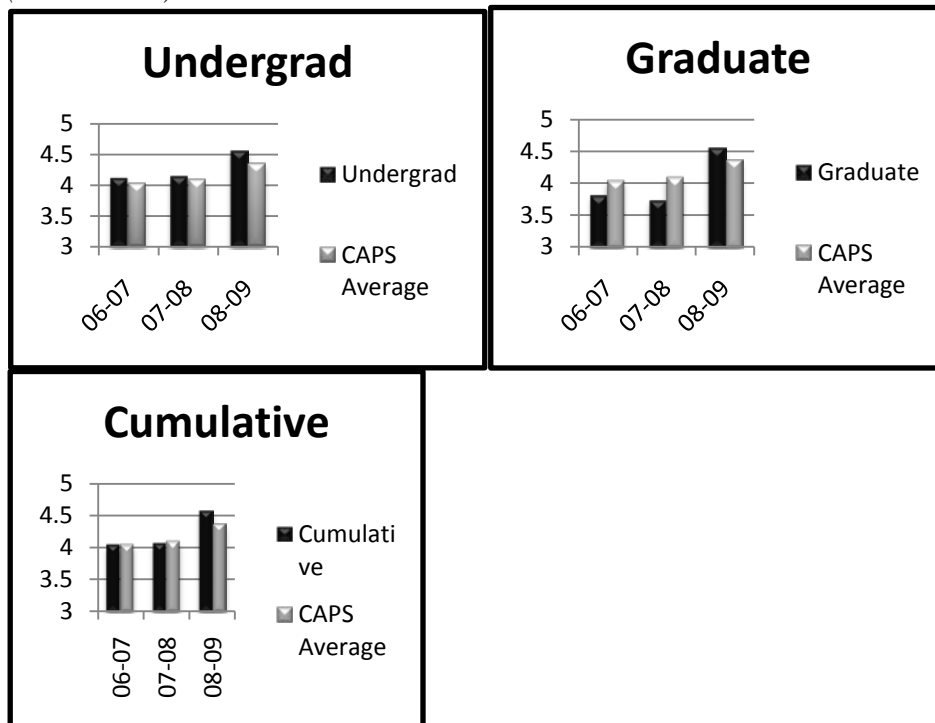 Undergrad
5
4.5
4
3.5
3
06-07
07-08
08-09
Undergrad
CAPS
Average
Graduate
5
4.5
4
3.5
3
06-07
07-08
08-09
Graduate
CAPS
Average
Cumulative
5
4.5
4
3.5
3
06-07
07-08
08-09
Cumulati
ve
CAPS
Average